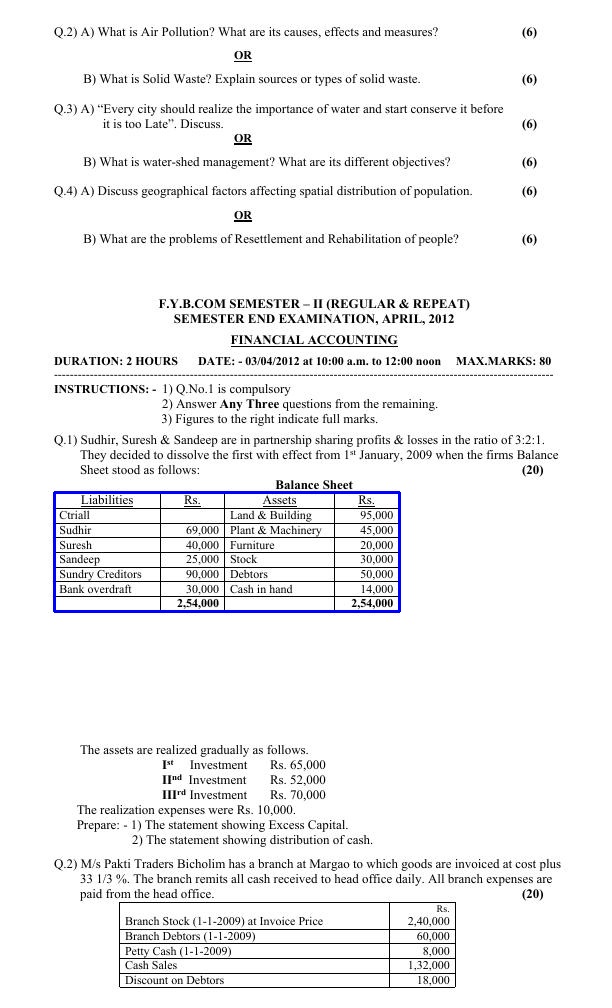 Q.2) A) What is Air Pollution? What are its causes, effects and measures? (6)
OR
B) What is Solid Waste? Explain sources or types of solid waste. (6)
Q.3) A) “Every city should realize the importance of water and start conserve it before
it is too Late”. Discuss. (6)
OR
B) What is water-shed management? What are its different objectives? (6)
Q.4) A) Discuss geographical factors affecting spatial distribution of population. (6)
OR
B) What are the problems of Resettlement and Rehabilitation of people? (6)
F.Y.B.COM SEMESTER – II (REGULAR & REPEAT)
SEMESTER END EXAMINATION, APRIL, 2012
FINANCIAL ACCOUNTING
DURATION: 2 HOURS DATE: - 03/04/2012 at 10:00 a.m. to 12:00 noon MAX.MARKS: 80
INSTRUCTIONS: - 1) Q.No.1 is compulsory
2) Answer Any Three questions from the remaining.
3) Figures to the right indicate full marks.
Q.1) Sudhir, Suresh & Sandeep are in partnership sharing profits & losses in the ratio of 3:2:1.
They decided to dissolve the first with effect from 1st January, 2009 when the firms Balance
Sheet stood as follows: (20)
Balance Sheet
Liabilities Rs. Assets Rs.
Ctriall Land & Building 95,000
Sudhir 69,000 Plant & Machinery 45,000
Suresh 40,000 Furniture 20,000
Sandeep 25,000 Stock 30,000
Sundry Creditors 90,000 Debtors 50,000
Bank overdraft 30,000 Cash in hand 14,000
2,54,000 2,54,000
The assets are realized gradually as follows.
Ist Investment Rs. 65,000
IInd Investment Rs. 52,000
IIIrd Investment Rs. 70,000
The realization expenses were Rs. 10,000.
Prepare: - 1) The statement showing Excess Capital.
2) The statement showing distribution of cash.
Q.2) M/s Pakti Traders Bicholim has a branch at Margao to which goods are invoiced at cost plus
33 1/3 %. The branch remits all cash received to head office daily. All branch expenses are
paid from the head office. (20)
Rs.
Branch Stock (1-1-2009) at Invoice Price 2,40,000
Branch Debtors (1-1-2009) 60,000
Petty Cash (1-1-2009) 8,000
Cash Sales 1,32,000
Discount on Debtors 18,000